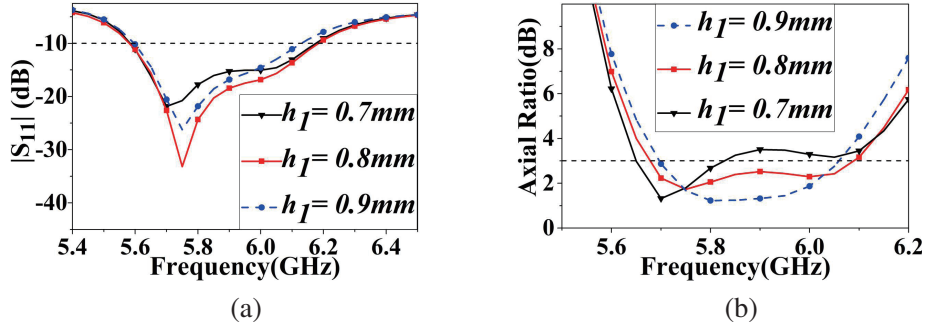 |S11| (dB)
-10
-20
-30
-40
h1= 0.7mm
h1= 0.8mm
h1= 0.9mm
5.4 5.6 5.8 6.0 6.2 6.4
Frequency(GHz)
(a)
Axial Ratio(dB)
8
6
4
2
0
h1= 0.9mm
h1= 0.8mm
h1= 0.7mm
5.6 5.8 6.0 6.2
Frequency(GHz)
(b)